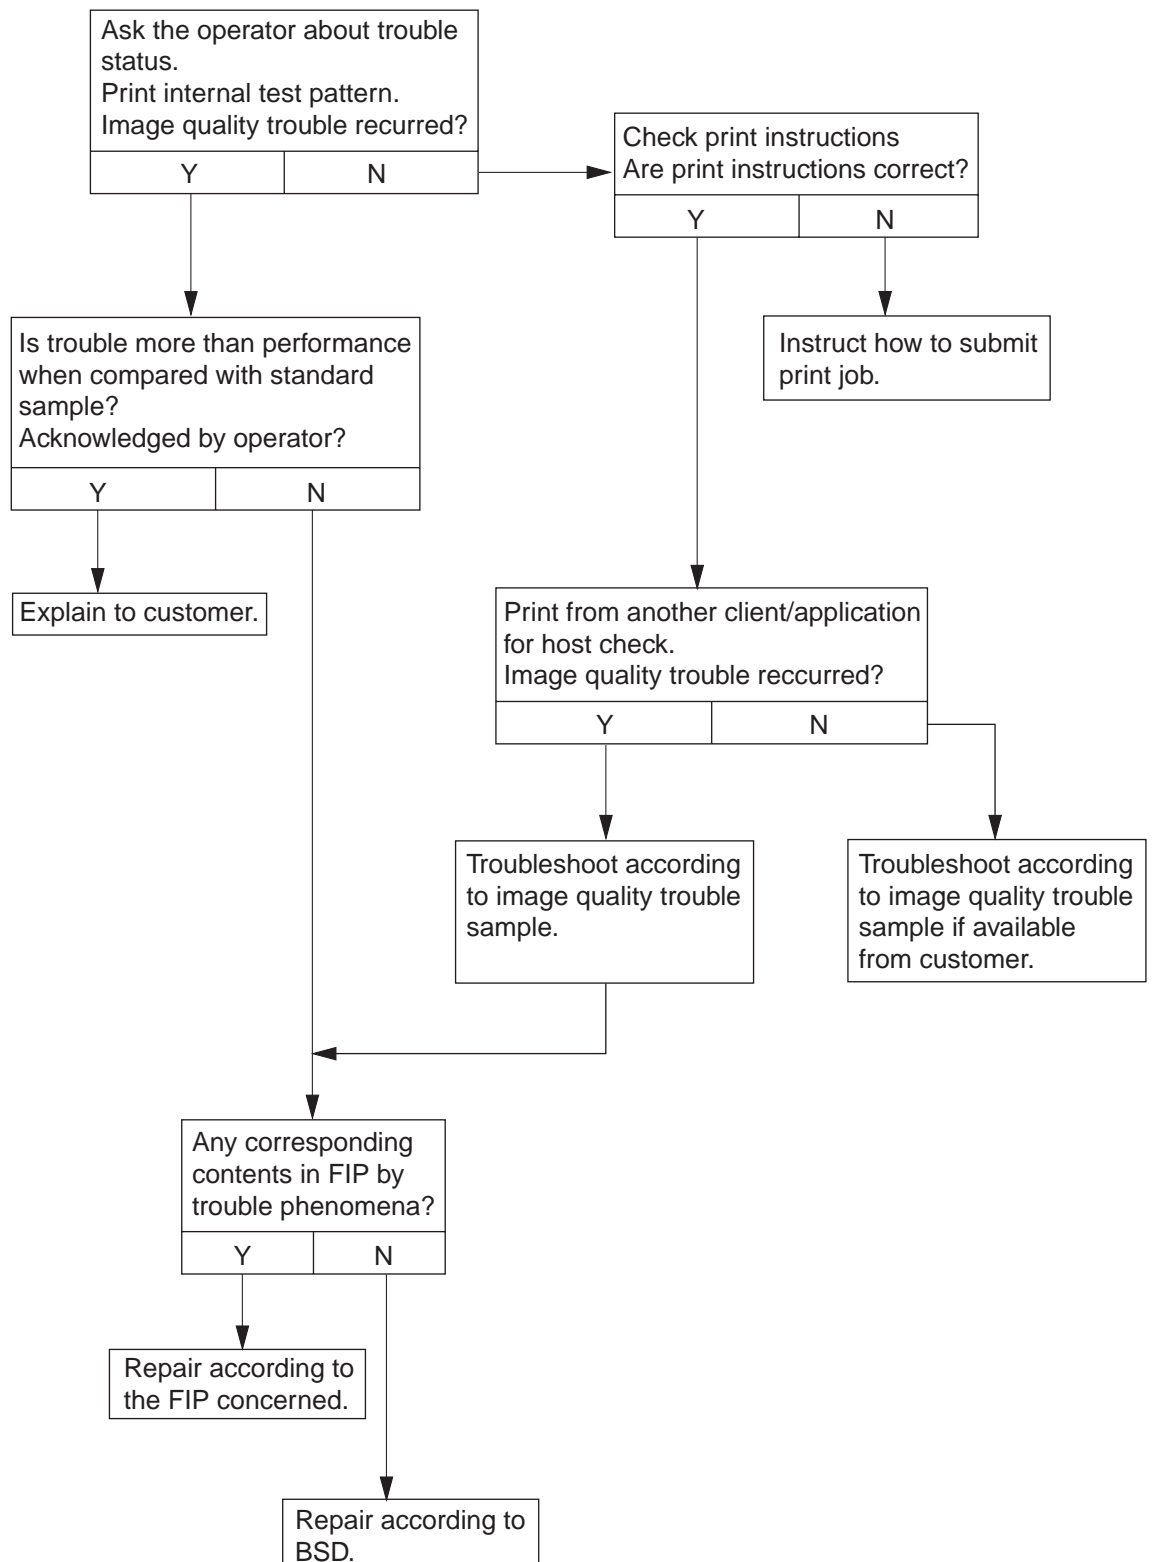 Ask the operator about trouble
status.
Print internal test pattern.
Image quality trouble recurred?
Y N
Check print instructions
Are print instructions correct?
Y N
Instruct how to submit
print job.
Is trouble more than performance
when compared with standard
sample?
Acknowledged by operator?
Y N
Explain to customer.
Print from another client/application
for host check.
Image quality trouble reccurred?
Y N
Troubleshoot according
to image quality trouble
sample.
Troubleshoot according
to image quality trouble
sample if available
from customer.
Any corresponding
contents in FIP by
trouble phenomena?
Y N
Repair according to
the FIP concerned.
Repair according to
BSD.